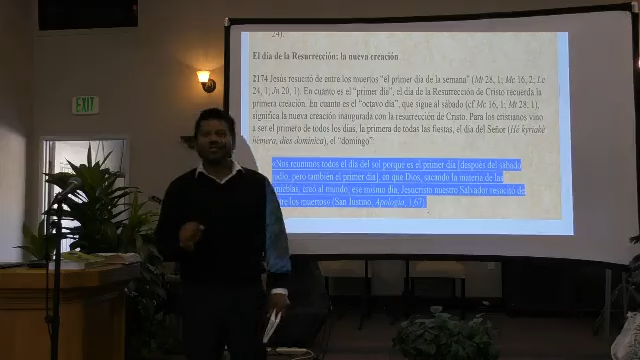 24).
El día de la Resurrección: la nueva creación
2174 Jesús resucitó de entre los muertos "el primer día de la semana" (Mt 28, 1; Mc 16, 2; Lc
24, 1; Jn 20, 1). En cuanto es el "primer día", el día de la Resurrección de Cristo recuerda la
primera creación. En cuanto es el "octavo día", que sigue al sábado (cf Mc 16, 1; Mt 28, 1),
significa la nueva creación inaugurada con la resurrección de Cristo. Para los cristianos vino
a ser el primero de todos los días, la primera de todas las fiestas, el día del Señor (Hé kyriaké
hémera, dies dominica), el "domingo":
«Nos reunimos todos el día del sol porque es el primer día [después del sábado
judío, pero también el primer día], en que Dios, sacando la materia de las
tinieblas, creó al mundo; ese mismo día, Jesucristo nuestro Salvador resucitó de
entre los muertos» (San Justino, Apologia, 1,67).
EXIT